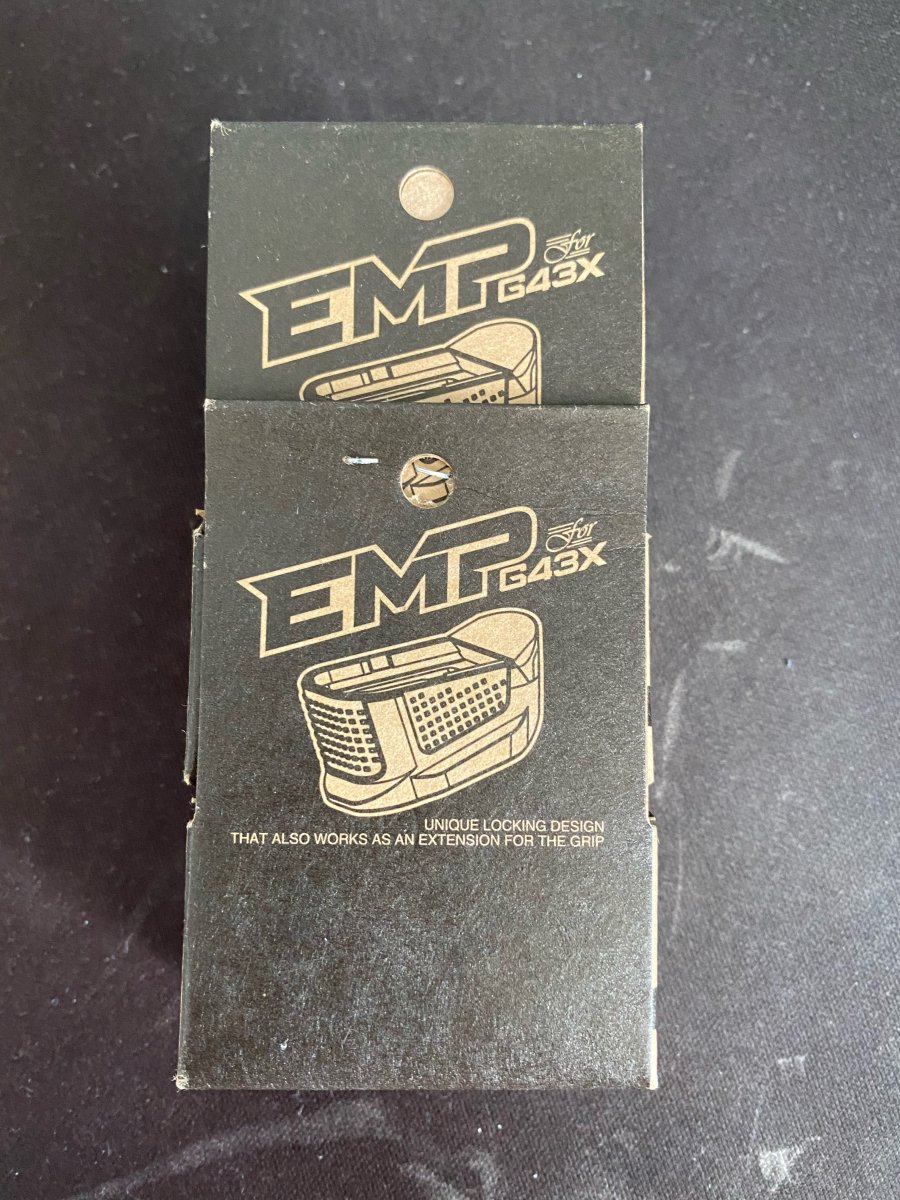 EMP for
G43X
EMP for
G43X
UNIQUE LOCKING DESIGN
THAT ALSO WORKS AS AN EXTENSION FOR THE GRIP